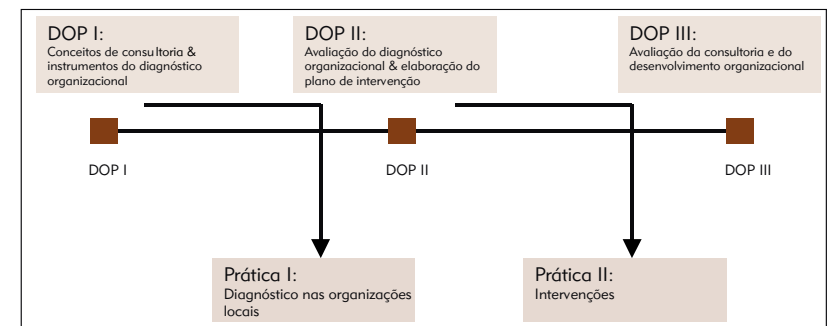 DOP I:
Conceitos de consultoria &
instrumentos do diagnóstico
organizacional
DOP II:
Avaliação do diagnóstico
organizacional & elaboração do
plano de intervenção
DOP III:
Avaliação da consultoria e do
desenvolvimento organizacional
DOP I
DOP II
DOP III
Prática I:
Diagnóstico nas organizações
locais
Prática II:
Intervenções